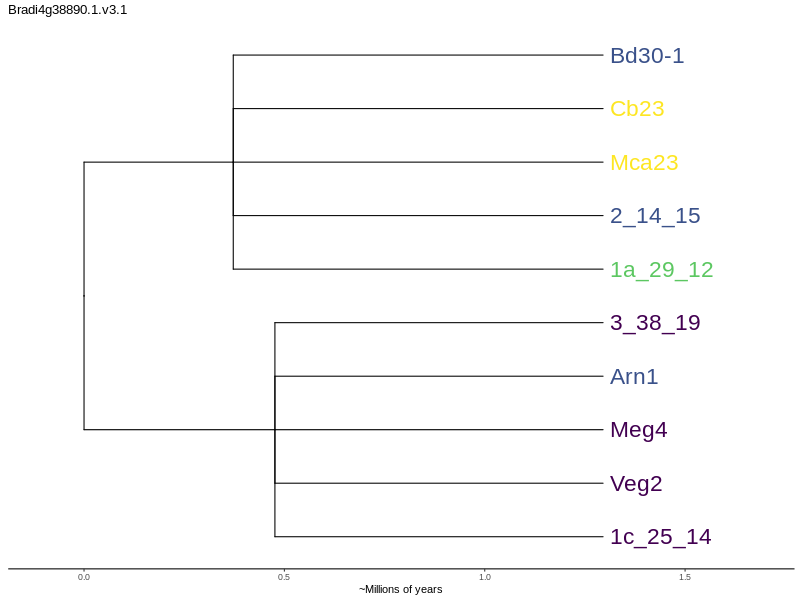 Bradi4g38890.1.v3.1
Bd30-1
Cb23
Mca23
2_14_15
1a_29_12
3_38_19
Arn1
Meg4
Veg2
1c_25_14
0.0 0.5 1.0 1.5
~Millions of years